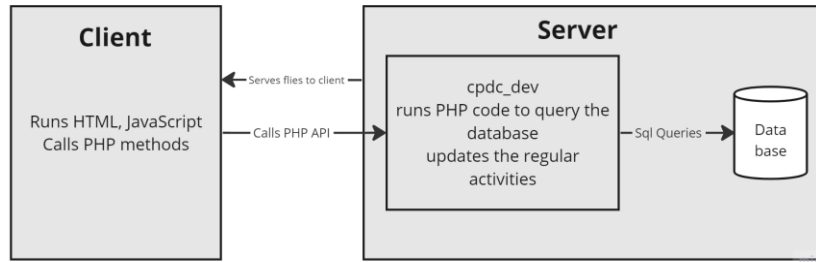 Client
Runs HTML, JavaScript
Calls PHP methods
Serves flies to client
Calls PHP API
Server
cpdc_dev
runs PHP code to query the
database
updates the regular
activities
Sql Queries
Data
base